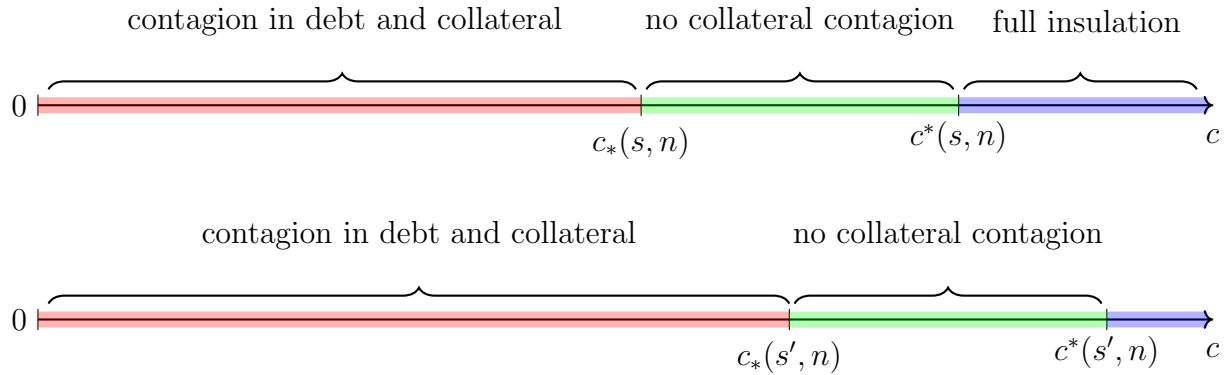 contagion in debt and collateral no collateral contagion full insulation
0
c_*(s, n) c^*(s, n) c
contagion in debt and collateral no collateral contagion
0
c_*(s′, n) c^*(s′, n) c